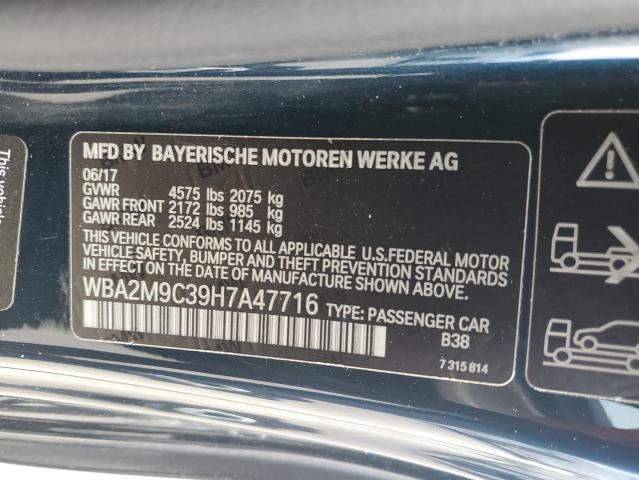 MFD BY BAYERISCHE MOTOREN WERKE AG
06/17
GVWR 4575 lbs 2075 kg
GAWR FRONT 2172 lbs 985 kg
GAWR REAR 2524 lbs 1145 kg
THIS VEHICLE CONFORMS TO ALL APPLICABLE U.S.FEDERAL MOTOR
VEHICLE SAFETY, BUMPER AND THEFT PREVENTION STANDARDS
IN EFFECT ON THE DATE OF MANUFACTURE SHOWN ABOVE.
WBA2M9C39H7A47716 TYPE: PASSENGER CAR
B38
7 315 814
This vehicle